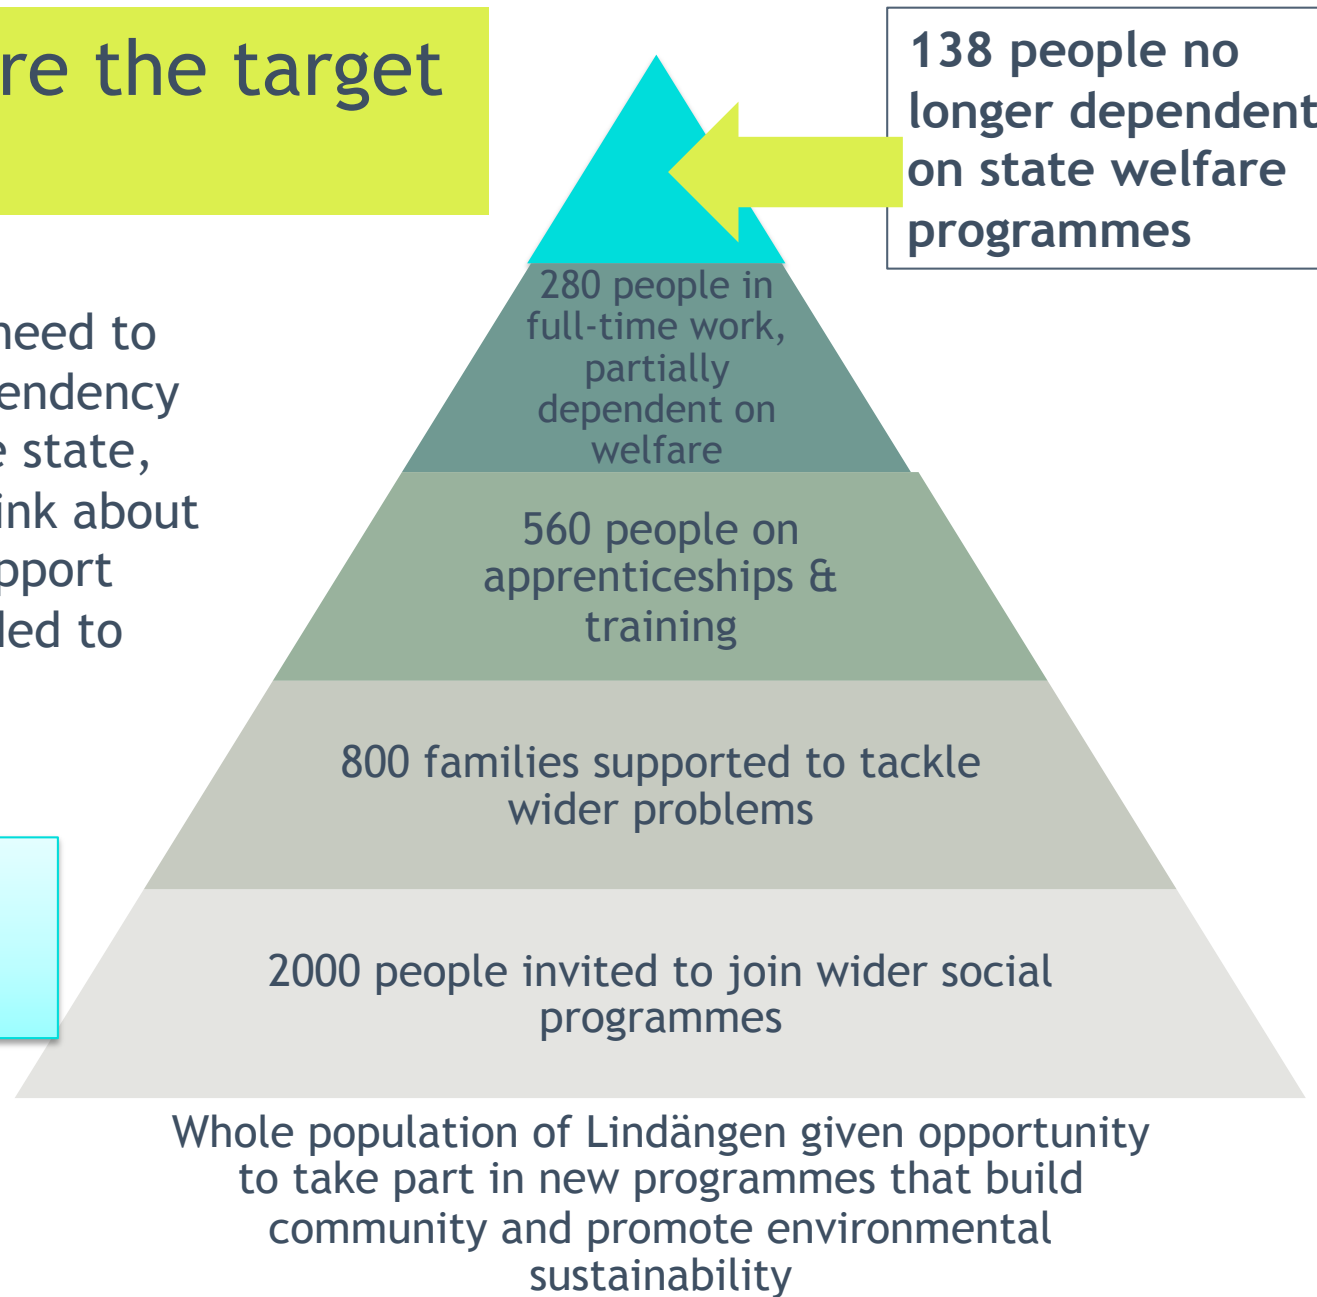 re the target
138 people no
longer dependent
on state welfare
programmes
need to
endency
e state,
ink about
pport
led to
280 people in
full-time work,
partially
dependent on
welfare
560 people on
apprenticeships &
training
800 families supported to tackle
wider problems
2000 people invited to join wider social
programmes
Whole population of Lindängen given opportunity
to take part in new programmes that build
community and promote environmental
sustainability